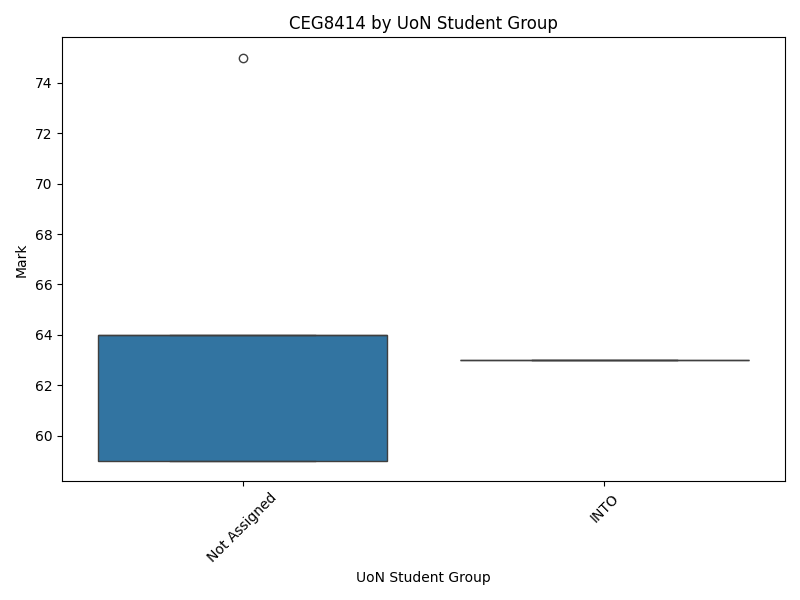 CEG8414 by UoN Student Group
74
72
70
68
66
64
62
60
Mark
Not Assigned
INTO
UoN Student Group